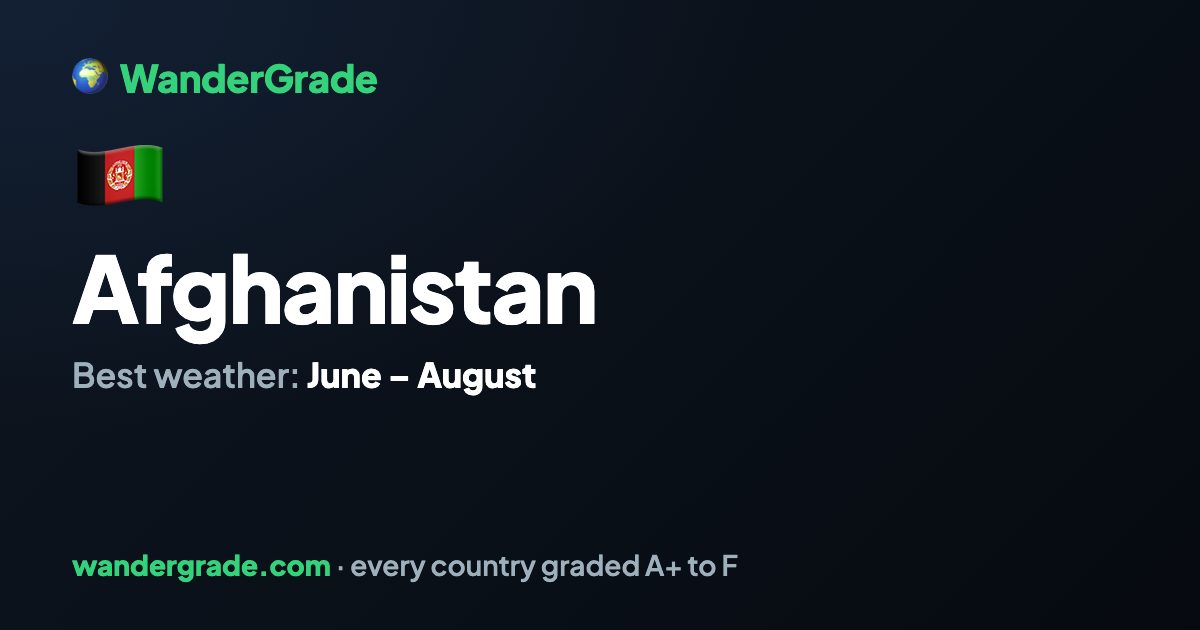 WanderGrade
Afghanistan
Best weather: June – August
wandergrade.com · every country graded A+ to F